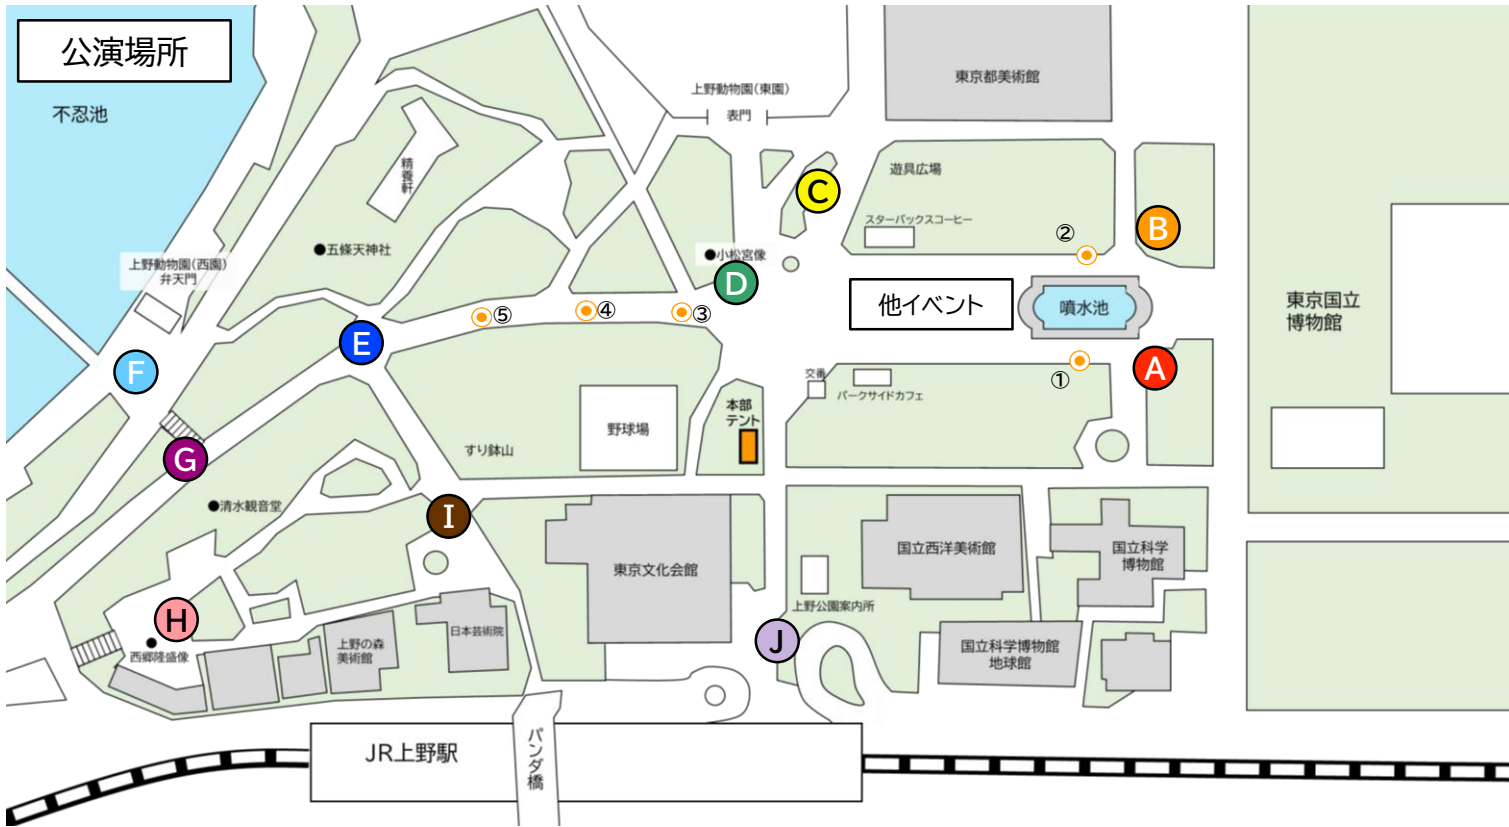 公演場所
不忍池
上野動物園(東園)
表門
東京都美術館
精養軒
C
遊具広場
スターバックスコーヒー
B
②
●五條天神社
●小松宮像
上野動物園(西園)
弁天門
D
他イベント
噴水池
東京国立
博物館
⑤
④
③
E
F
A
①
交番
パークサイドカフェ
本部
テント
野球場
すり鉢山
G
●清水観音堂
I
東京文化会館
国立西洋美術館
国立科学
博物館
上野公園案内所
H
●
西郷隆盛像
上野の森
美術館
日本芸術院
J
国立科学博物館
地球館
JR上野駅
パンダ橋